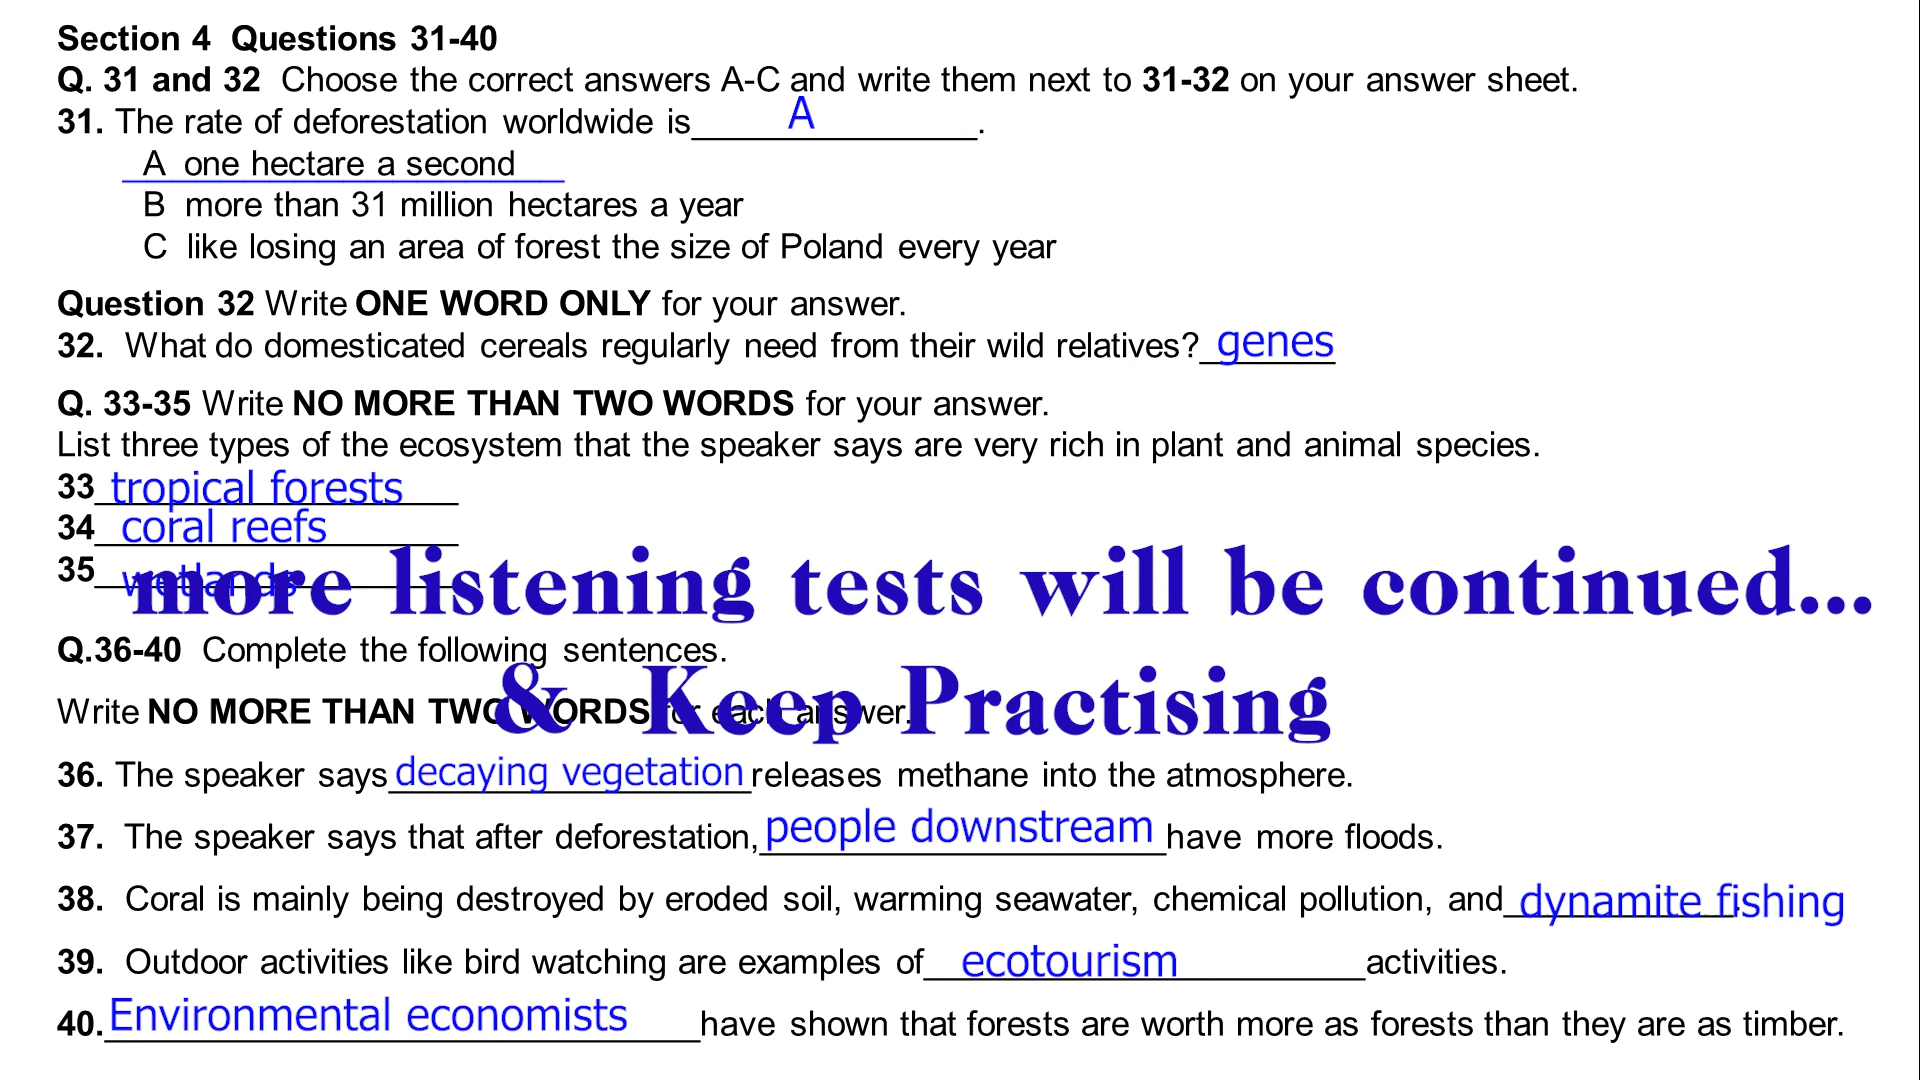 Section 4 Questions 31-40
Q. 31 and 32 Choose the correct answers A-C and write them next to 31-32 on your answer sheet.
31. The rate of deforestation worldwide is A.
A one hectare a second
B more than 31 million hectares a year
C like losing an area of forest the size of Poland every year
Question 32 Write ONE WORD ONLY for your answer.
32. What do domesticated cereals regularly need from their wild relatives? genes
Q. 33-35 Write NO MORE THAN TWO WORDS for your answer.
List three types of the ecosystem that the speaker says are very rich in plant and animal species.
33 tropical forests
34 coral reefs
35 wetlands
more listening tests will be continued...
Q.36-40 Complete the following sentences.
& Keep Practising
Write NO MORE THAN TWO WORDS for each answer.
36. The speaker says decaying vegetation releases methane into the atmosphere.
37. The speaker says that after deforestation, people downstream have more floods.
38. Coral is mainly being destroyed by eroded soil, warming seawater, chemical pollution, and dynamite fishing
39. Outdoor activities like bird watching are examples of ecotourism activities.
40. Environmental economists have shown that forests are worth more as forests than they are as timber.